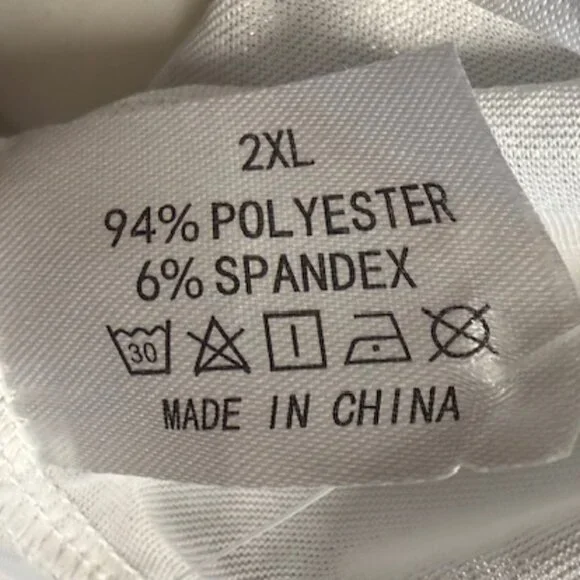 2XL
94% POLYESTER
6% SPANDEX
30
MADE IN CHINA